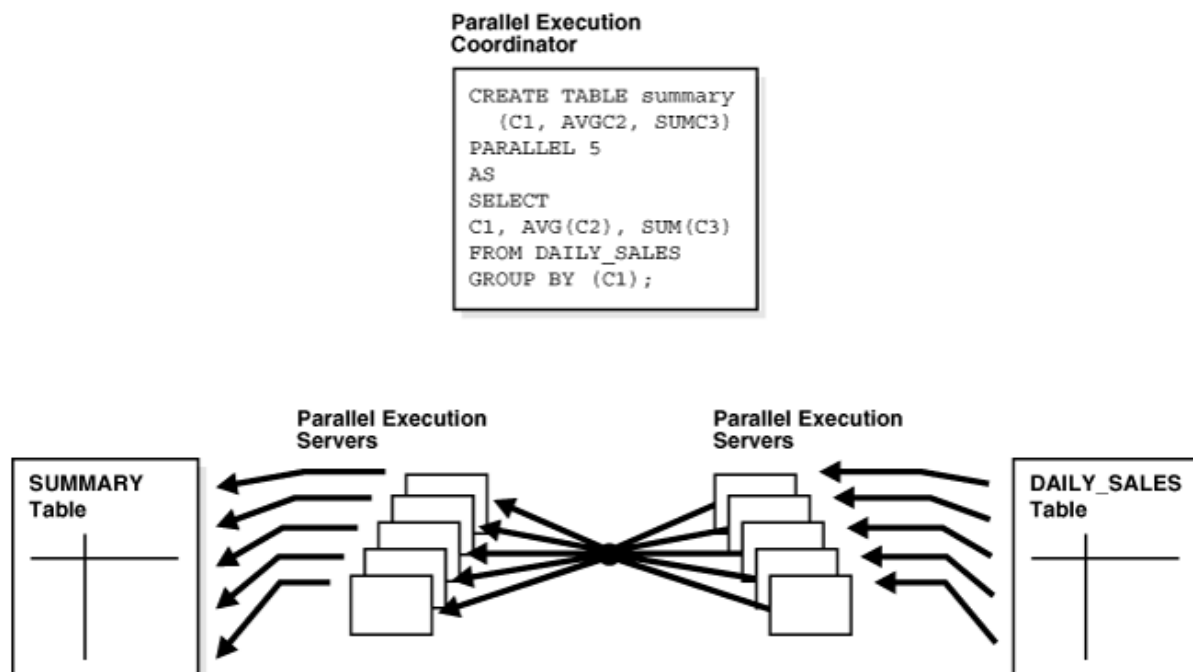 Parallel Execution
Coordinator
CREATE TABLE summary
(C1, AVGC2, SUMC3)
PARALLEL 5
AS
SELECT
C1, AVG(C2), SUM(C3)
FROM DAILY_SALES
GROUP BY (C1);
Parallel Execution
Servers
Parallel Execution
Servers
SUMMARY
Table
DAILY_SALES
Table